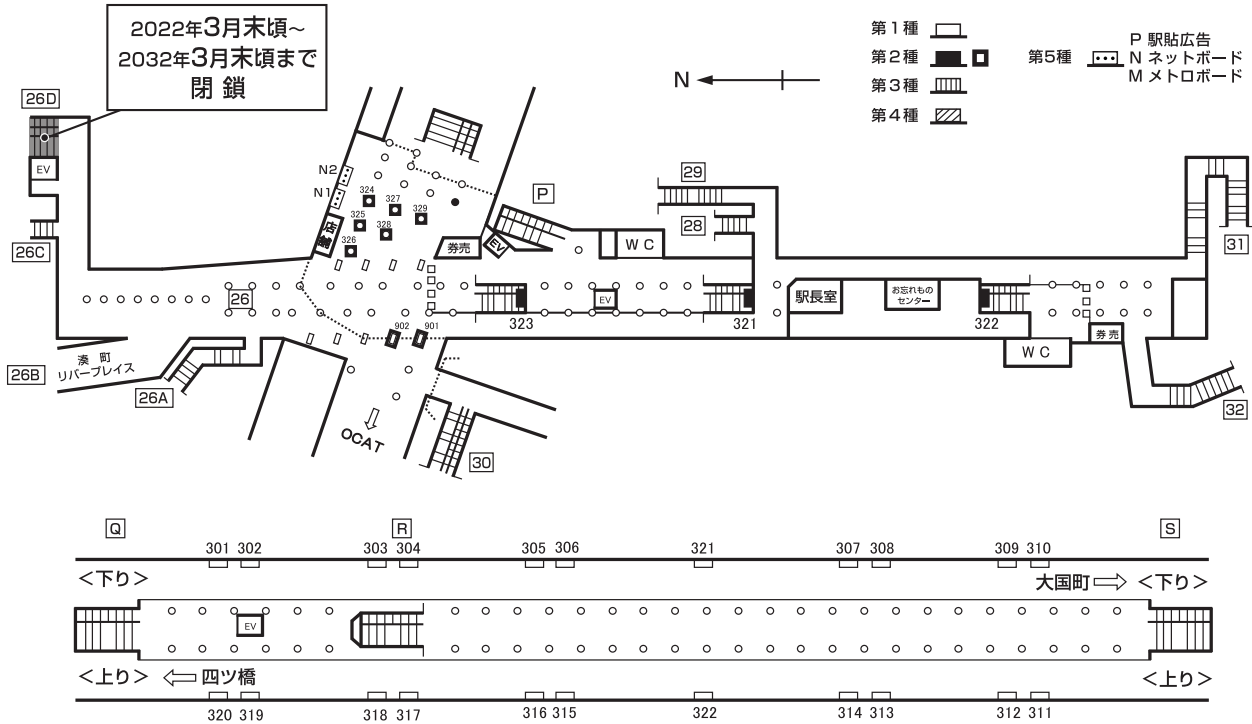 2022年3月末頃～
2032年3月末頃まで
閉鎖
第1種
第2種
第3種
第4種
第5種
P 駅貼広告
N ネットボード
M メトロボード
N
26D
EV
26C
N2
N1
324
327
329
325
328
326
店舗
券売
P
EV
WC
29
28
31
26
323
EV
321
駅長室
お忘れもの
センター
322
券売
WC
902
901
湊町
リバープレイス
26B
26A
OCAT
30
32
Q
R
S
301 302
303 304
305 306
321
307 308
309 310
＜下り＞
大国町
＜下り＞
EV
＜上り＞
四ツ橋
＜上り＞
320 319
318 317
316 315
322
314 313
312 311